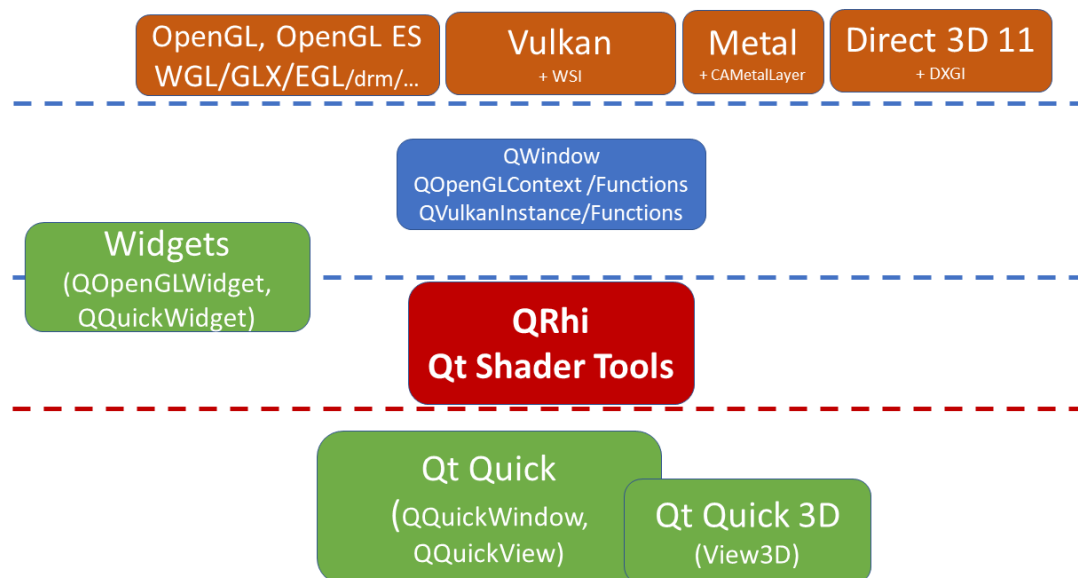 OpenGL, OpenGL ES
WGL/GLX/EGL/drm/...
Vulkan
+ WSI
Metal
+ CAMetalLayer
Direct 3D 11
+ DXGI
QWindow
QOpenGLContext /Functions
QVulkanInstance/Functions
Widgets
(QOpenGLWidget,
QQuickWidget)
QRhi
Qt Shader Tools
Qt Quick
(QQuickWindow,
QQuickView)
Qt Quick 3D
(View3D)